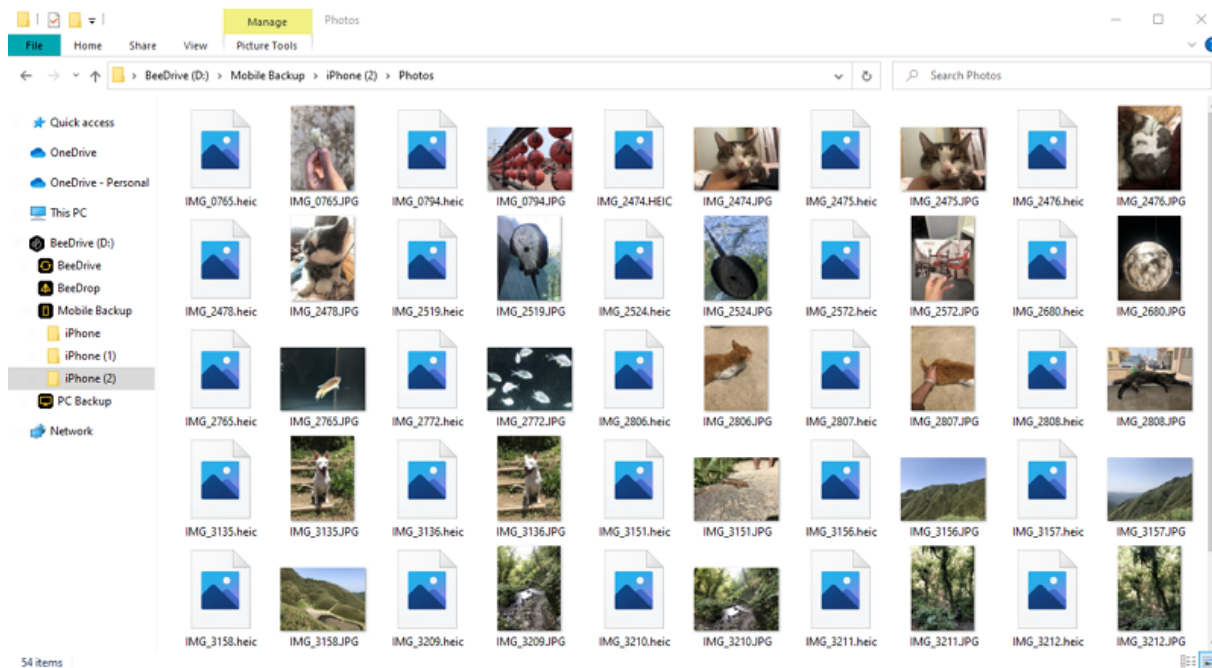 Manage
Photos
File
Home
Share
View
Picture Tools
BeeDrive (D:) › Mobile Backup › iPhone (2) › Photos
Search Photos
Quick access
OneDrive
OneDrive - Personal
This PC
BeeDrive (D:)
BeeDrive
BeeDrop
Mobile Backup
iPhone
iPhone (1)
iPhone (2)
PC Backup
Network
IMG_0765.heic
IMG_0765.JPG
IMG_0794.heic
IMG_0794.JPG
IMG_2474.HEIC
IMG_2474.JPG
IMG_2475.heic
IMG_2475.JPG
IMG_2476.heic
IMG_2476.JPG
IMG_2478.heic
IMG_2478.JPG
IMG_2519.heic
IMG_2519.JPG
IMG_2524.heic
IMG_2524.JPG
IMG_2572.heic
IMG_2572.JPG
IMG_2680.heic
IMG_2680.JPG
IMG_2765.heic
IMG_2765.JPG
IMG_2772.heic
IMG_2772.JPG
IMG_2806.heic
IMG_2806.JPG
IMG_2807.heic
IMG_2807.JPG
IMG_2808.heic
IMG_2808.JPG
IMG_3135.heic
IMG_3135.JPG
IMG_3136.heic
IMG_3136.JPG
IMG_3151.heic
IMG_3151.JPG
IMG_3156.heic
IMG_3156.JPG
IMG_3157.heic
IMG_3157.JPG
IMG_3158.heic
IMG_3158.JPG
IMG_3209.heic
IMG_3209.JPG
IMG_3210.heic
IMG_3210.JPG
IMG_3211.heic
IMG_3211.JPG
IMG_3212.heic
IMG_3212.JPG
54 items